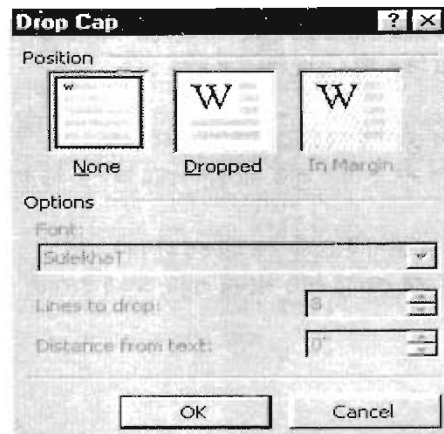 Drop Cap ? ×
Position
W W W
None Dropped In Margin
Options
Font:
SulekhaT
Lines to drop: 3
Distance from text: 0"
OK Cancel